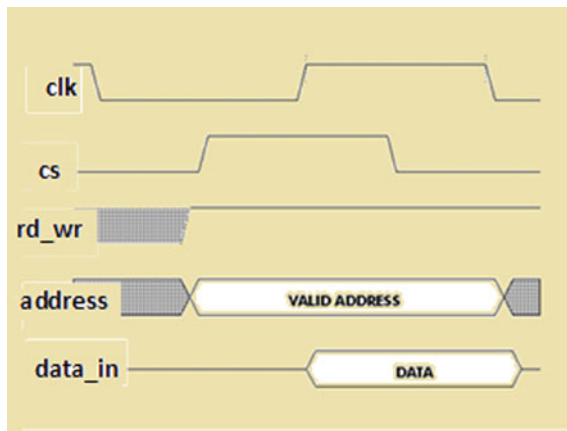 clk
cs
rd_wr
address
VALID ADDRESS
data_in
DATA